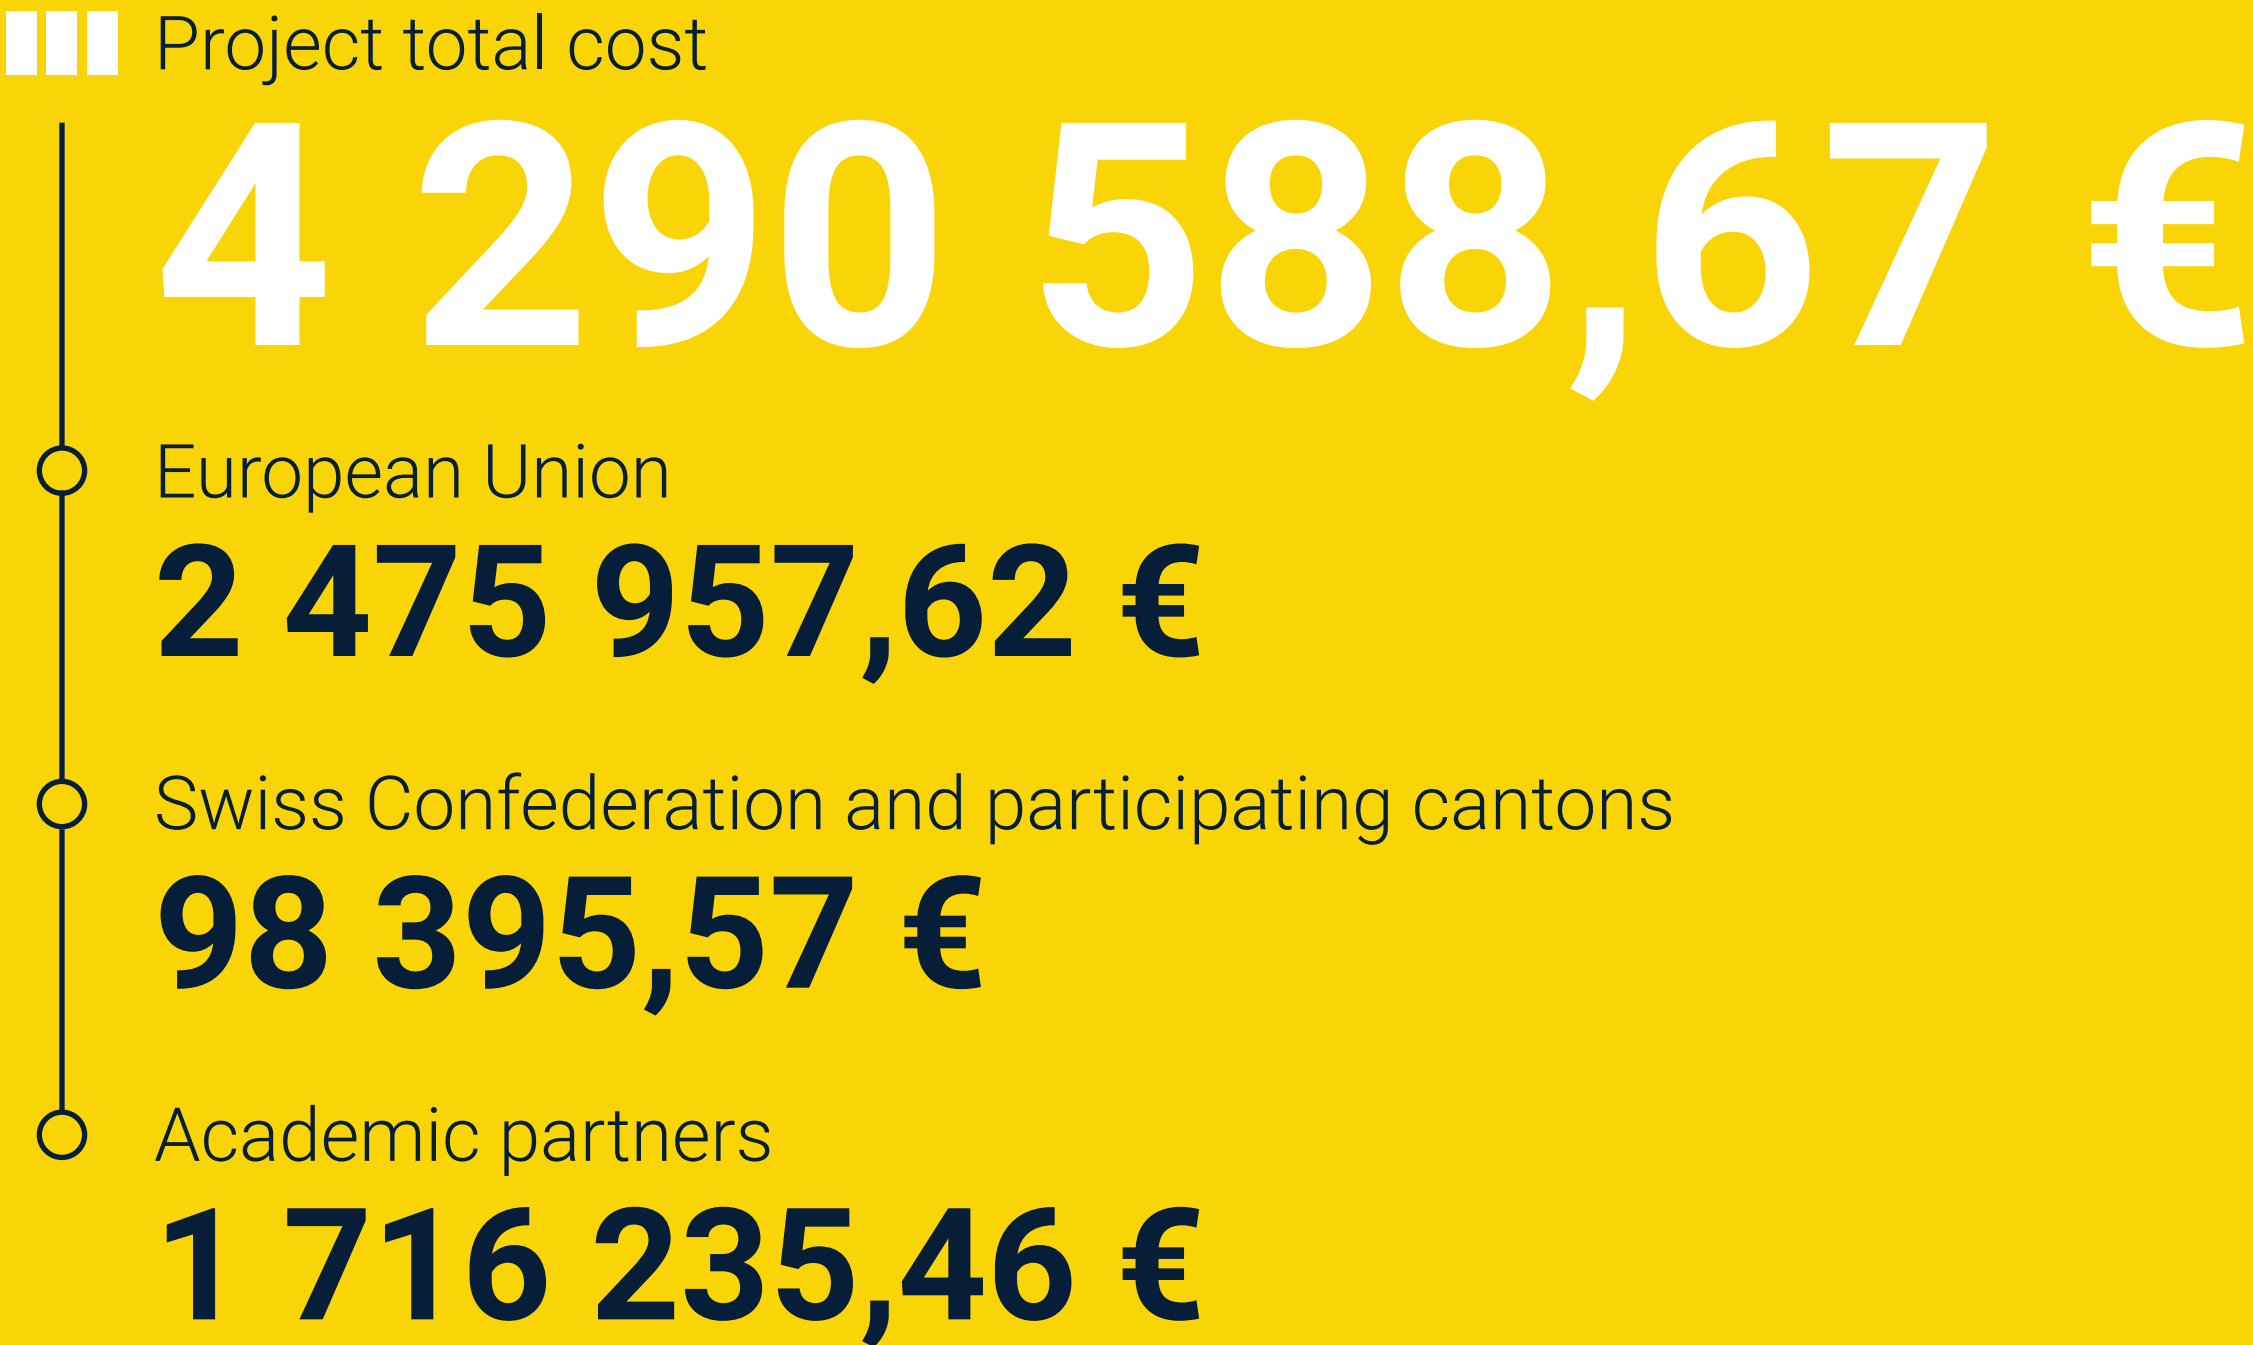 Project total cost
4 290 588,67 €
European Union
2 475 957,62 €
Swiss Confederation and participating cantons
98 395,57 €
Academic partners
1 716 235,46 €